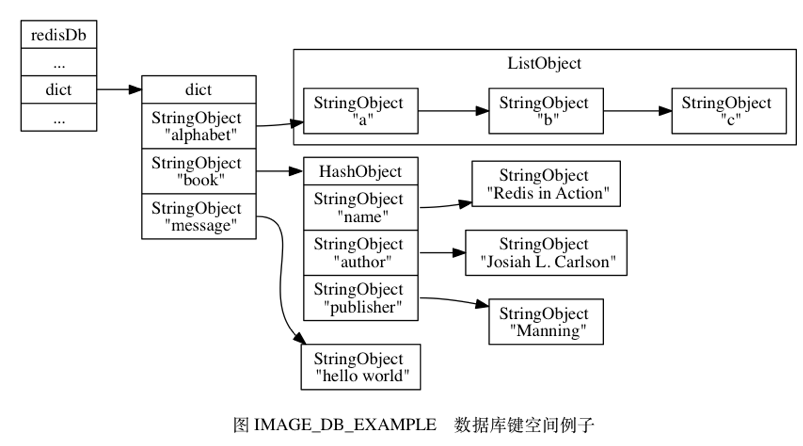 redisDb
...
dict
...
dict
StringObject
"alphabet"
StringObject
"book"
StringObject
"message"
ListObject
StringObject
"a"
StringObject
"b"
StringObject
"c"
HashObject
StringObject
"name"
StringObject
"author"
StringObject
"publisher"
StringObject
"Redis in Action"
StringObject
"Josiah L. Carlson"
StringObject
"Manning"
StringObject
"hello world"
图 IMAGE_DB_EXAMPLE 数据库键空间例子